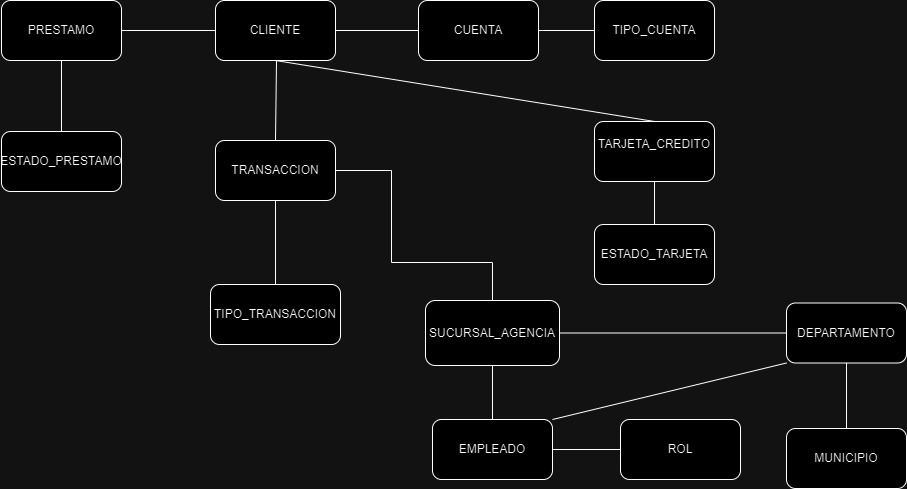 PRESTAMO
CLIENTE
CUENTA
TIPO_CUENTA
ESTADO_PRESTAMO
TRANSACCION
TARJETA_CREDITO
ESTADO_TARJETA
TIPO_TRANSACCION
SUCURSAL_AGENCIA
DEPARTAMENTO
EMPLEADO
ROL
MUNICIPIO